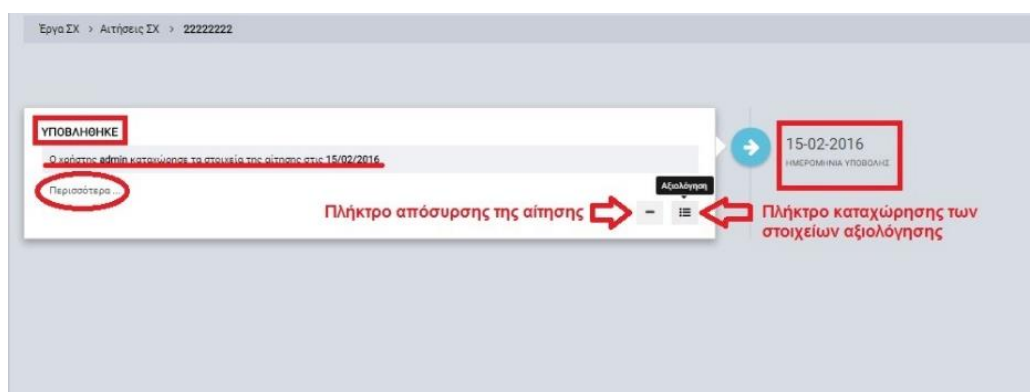 Έργα ΣΧ > Αιτήσεις ΣΧ > 22222222
ΥΠΟΒΛΗΘΗΚΕ
Ο χρήστης admin καταχώρησε τα στοιχεία της αίτησης στις 15/02/2016
Περισσότερα ...
Αξιολόγηση
Πλήκτρο απόσυρσης της αίτησης
15-02-2016
ΗΜΕΡΟΜΗΝΙΑ ΥΠΟΒΟΛΗΣ
Πλήκτρο καταχώρησης των
στοιχείων αξιολόγησης